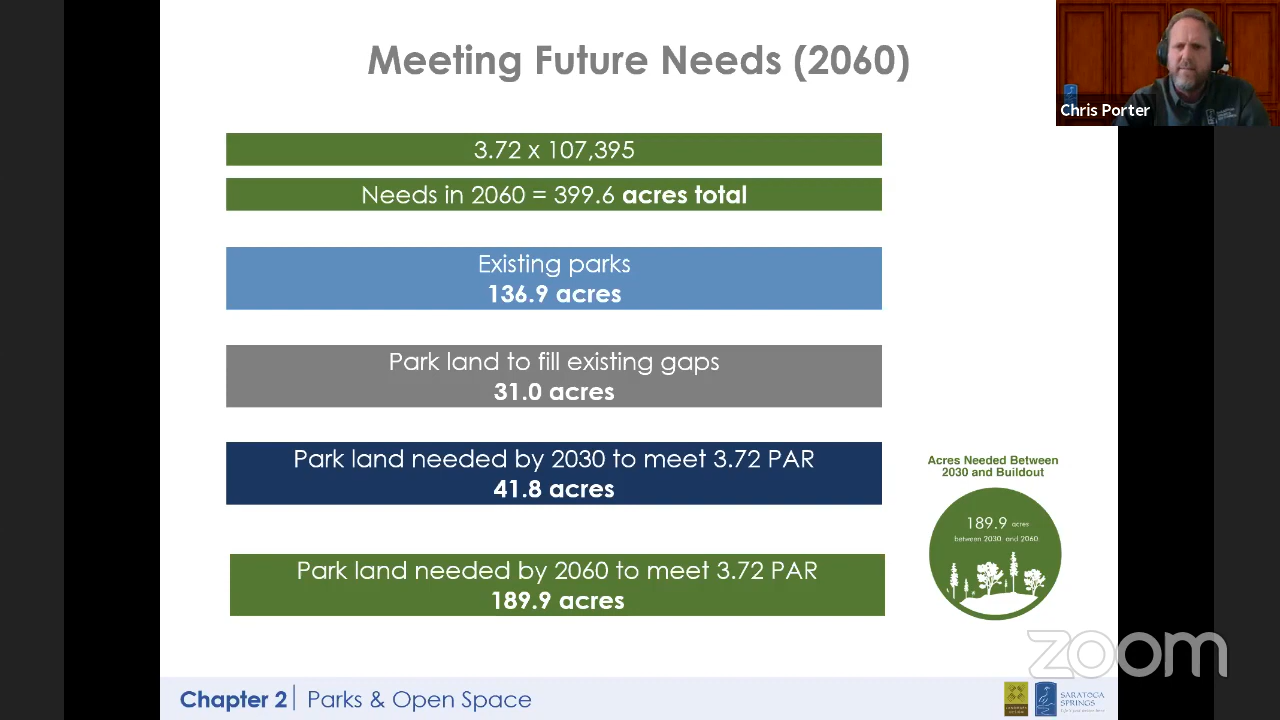 Meeting Future Needs (2060)
Chris Porter
3.72 x 107,395
Needs in 2060 = 399.6 acres total
Existing parks
136.9 acres
Park land to fill existing gaps
31.0 acres
Park land needed by 2030 to meet 3.72 PAR
41.8 acres
Acres Needed Between
2030 and Buildout
189.9 acres
between 2030 and 2060
Park land needed by 2060 to meet 3.72 PAR
189.9 acres
zoom
Chapter 2 | Parks & Open Space
SARATOGA
SPRINGS